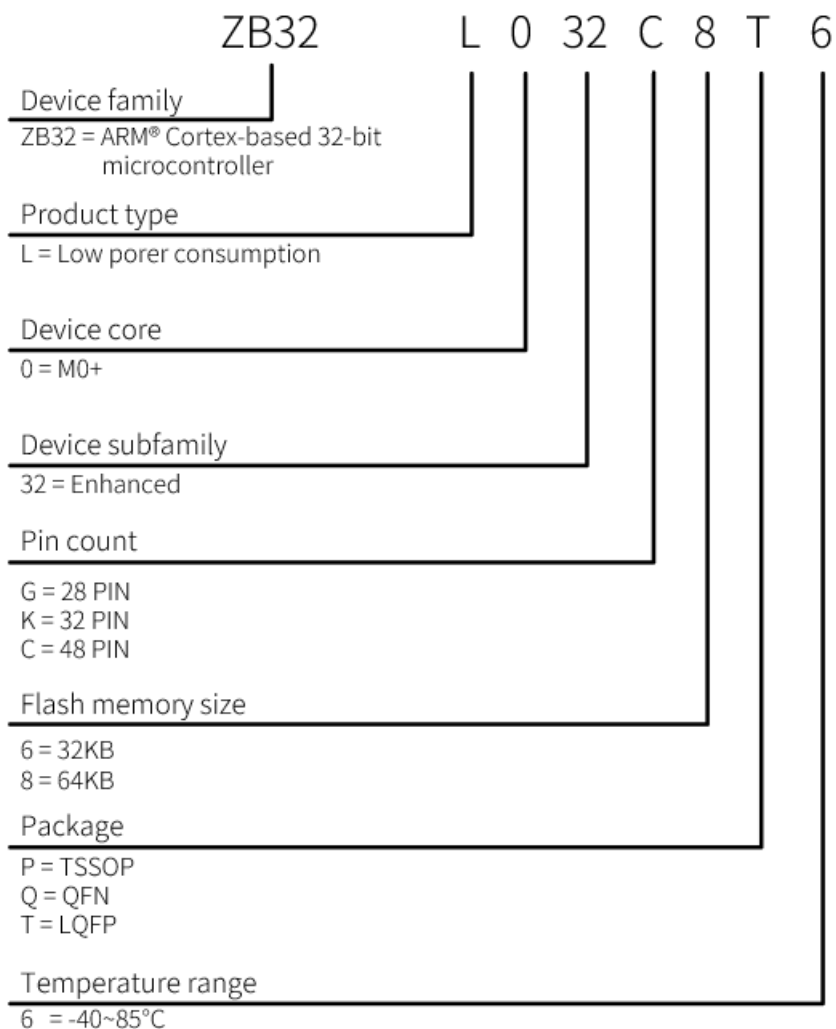 ZB32 L 0 32 C 8 T 6
Device family
ZB32 = ARM® Cortex-based 32-bit
microcontroller
Product type
L = Low porer consumption
Device core
0 = M0+
Device subfamily
32 = Enhanced
Pin count
G = 28 PIN
K = 32 PIN
C = 48 PIN
Flash memory size
6 = 32KB
8 = 64KB
Package
P = TSSOP
Q = QFN
T = LQFP
Temperature range
6 = -40~85°C